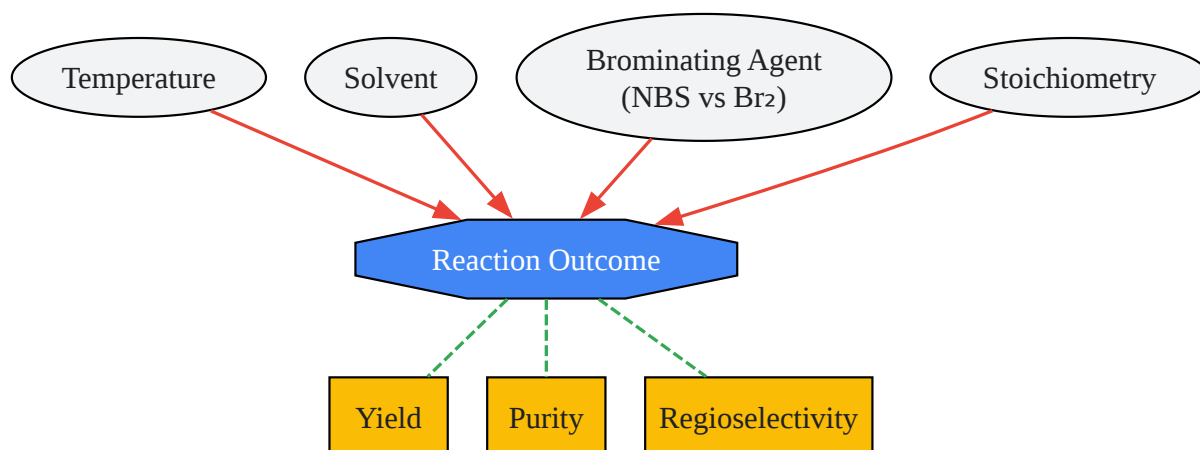 Temperature
Solvent
Brominating Agent
(NBS vs Br₂)
Stoichiometry
Reaction Outcome
Yield
Purity
Regioselectivity